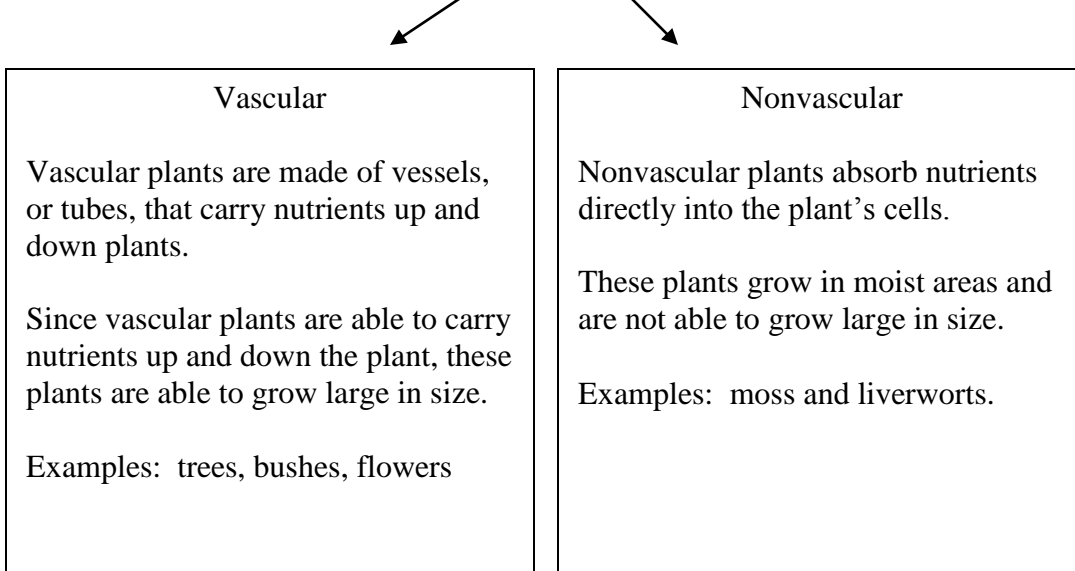 Vascular
Vascular plants are made of vessels,
or tubes, that carry nutrients up and
down plants.
Since vascular plants are able to carry
nutrients up and down the plant, these
plants are able to grow large in size.
Examples:  trees, bushes, flowers
Nonvascular
Nonvascular plants absorb nutrients
directly into the plant’s cells.
These plants grow in moist areas and
are not able to grow large in size.
Examples:  moss and liverworts.